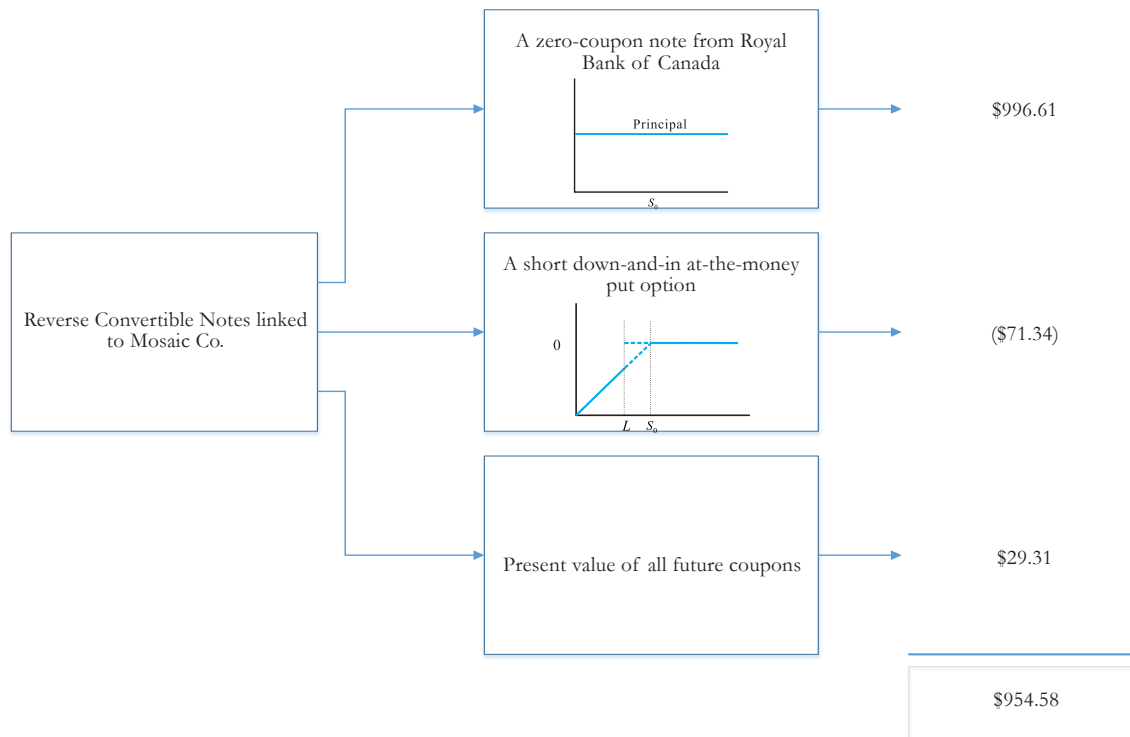 A zero-coupon note from Royal
Bank of Canada
Principal
S₀
$996.61
Reverse Convertible Notes linked
to Mosaic Co.
A short down-and-in at-the-money
put option
0
L S₀
($71.34)
Present value of all future coupons
$29.31
$954.58